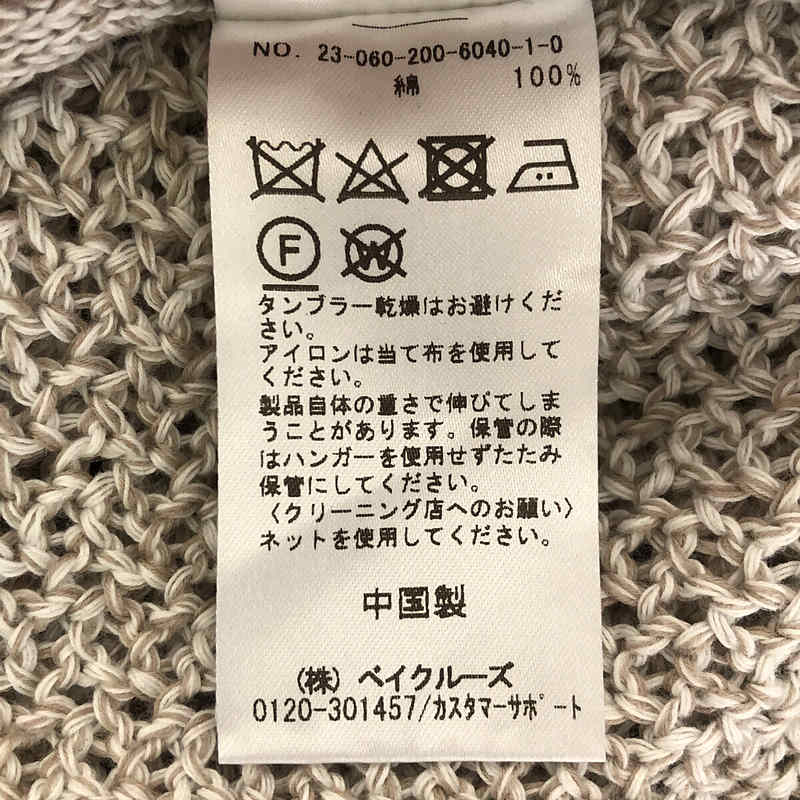 NO. 23-060-200-6040-1-0
綿 100%
F W
タンブラー乾燥はお避けくだ
さい。
アイロンは当て布を使用して
ください。
製品自体の重さで伸びてしま
うことがあります。保管の際
はハンガーを使用せずたたみ
保管にしてください。
〈クリーニング店へのお願い〉
ネットを使用してください。
中国製
(株) ベイクルーズ
0120-301457/カスタマーサポート